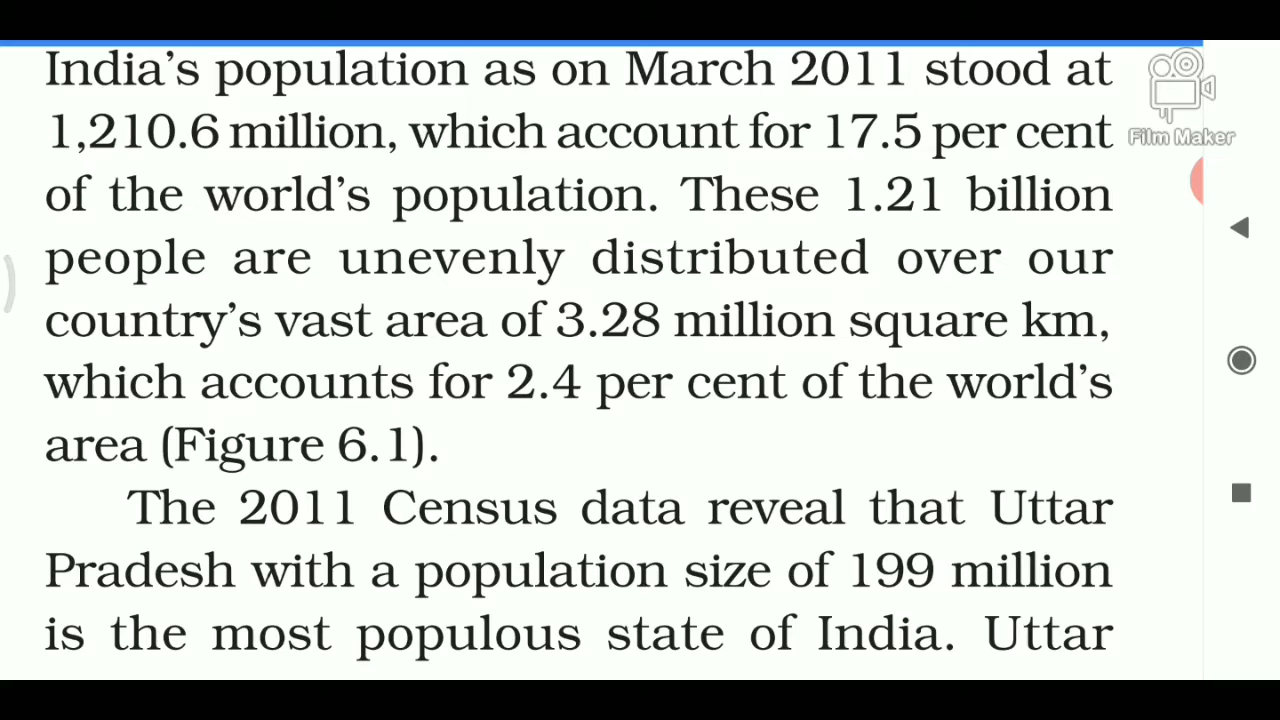 India's population as on March 2011 stood at
1,210.6 million, which account for 17.5 per cent
of the world's population. These 1.21 billion
people are unevenly distributed over our
country's vast area of 3.28 million square km,
which accounts for 2.4 per cent of the world's
area (Figure 6.1).
The 2011 Census data reveal that Uttar
Pradesh with a population size of 199 million
is the most populous state of India. Uttar
Film Maker